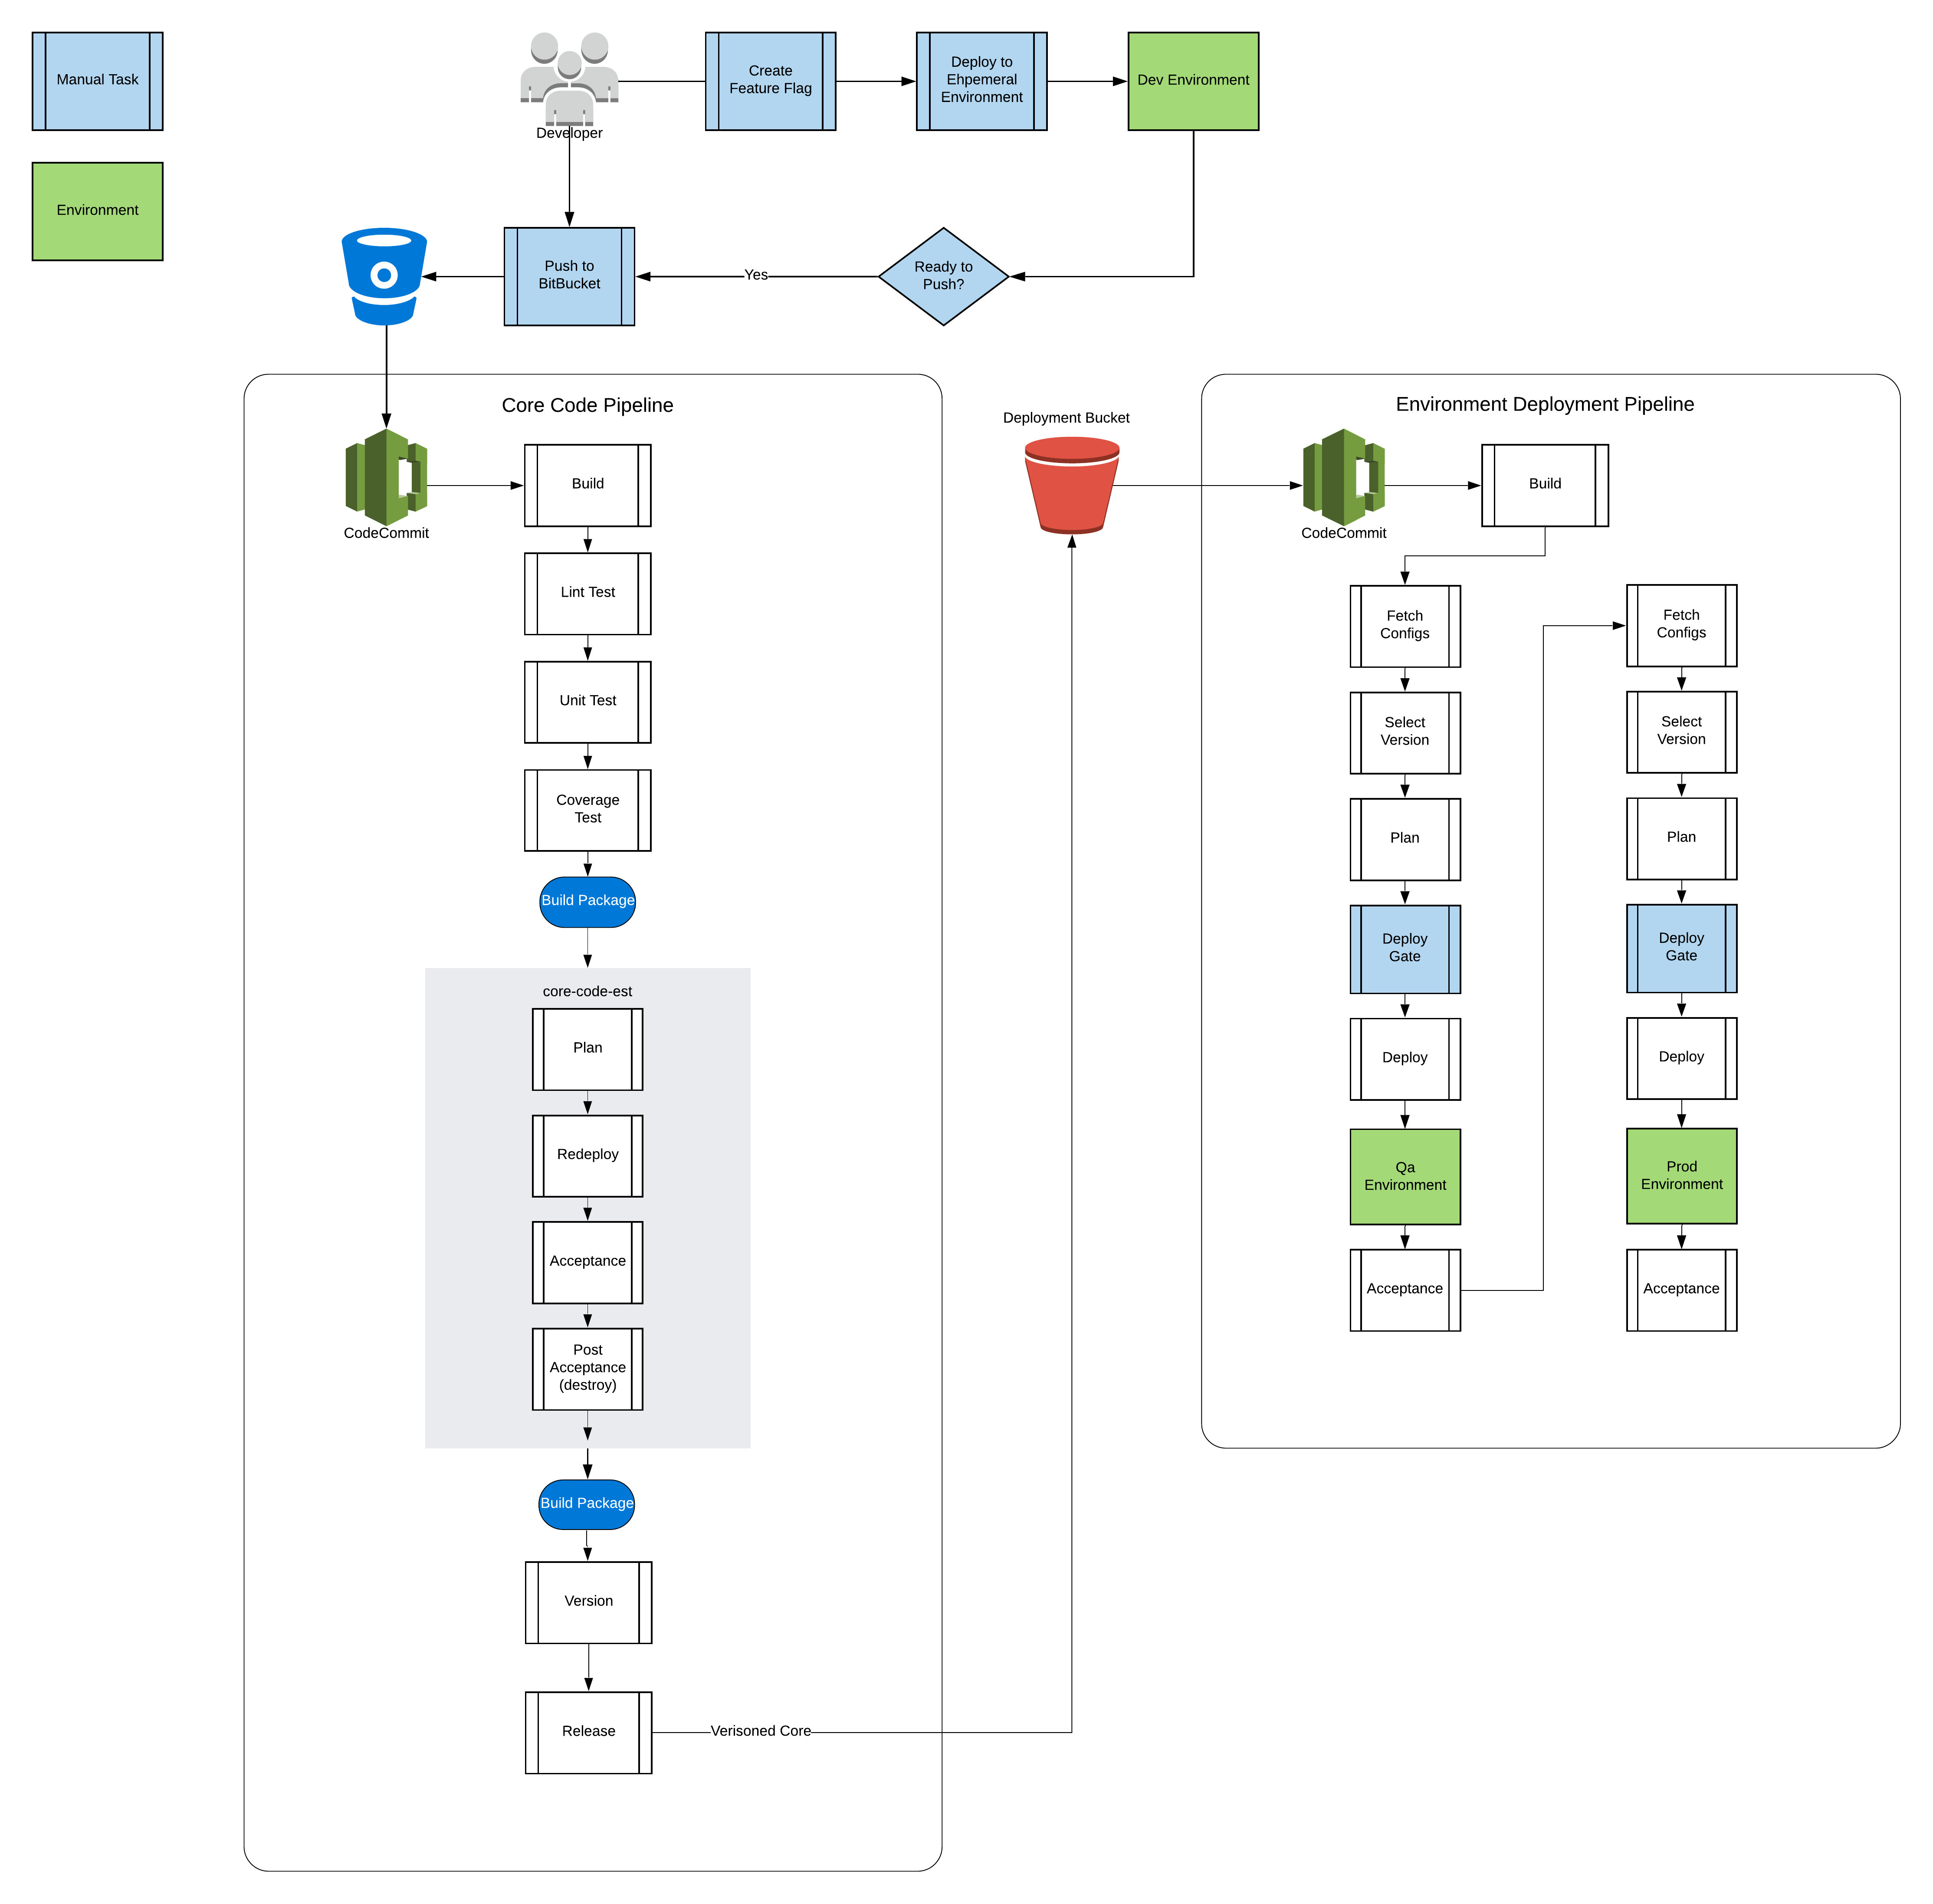 Manual Task
Environment
Developer
Create
Feature Flag
Deploy to
Ehpemeral
Environment
Dev Environment
Push to
BitBucket
Yes
Ready to
Push?
Core Code Pipeline
CodeCommit
Build
Lint Test
Unit Test
Coverage
Test
Build Package
core-code-est
Plan
Redeploy
Acceptance
Post
Acceptance
(destroy)
Build Package
Version
Release
Verisoned Core
Deployment Bucket
Environment Deployment Pipeline
CodeCommit
Build
Fetch
Configs
Select
Version
Plan
Deploy
Gate
Deploy
Qa
Environment
Acceptance
Fetch
Configs
Select
Version
Plan
Deploy
Gate
Deploy
Prod
Environment
Acceptance